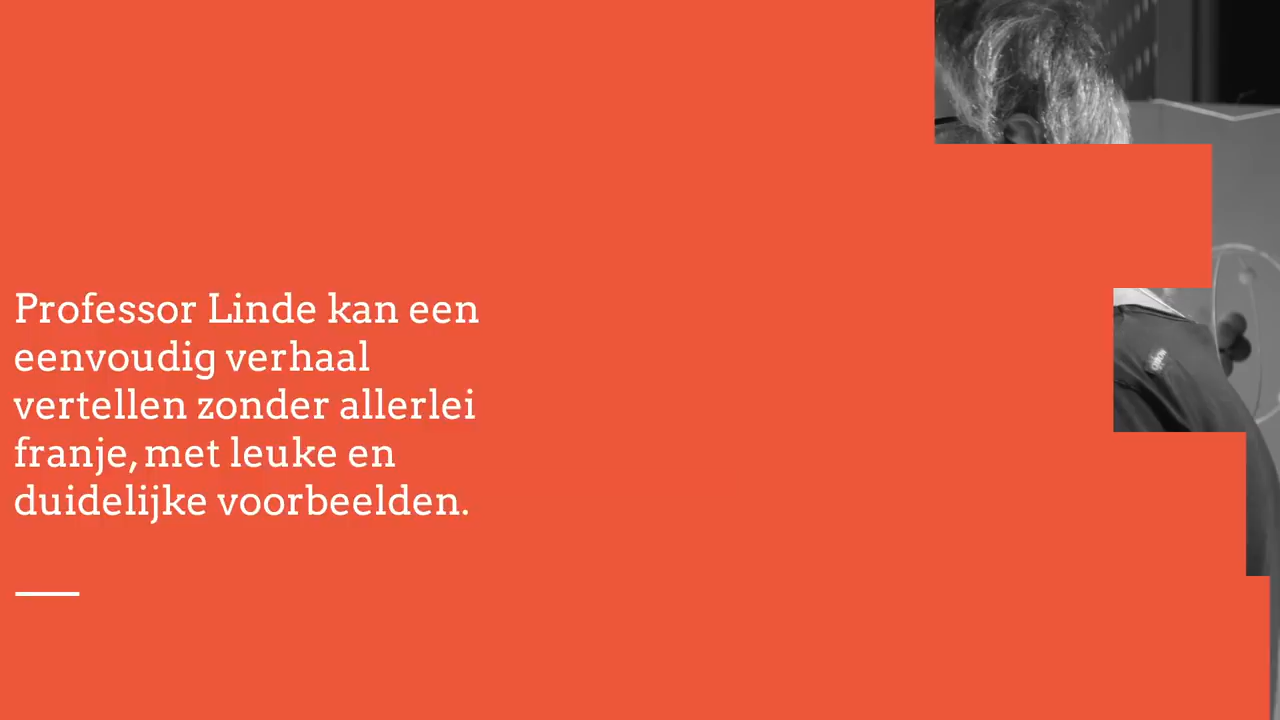 Professor Linde kan een
eenvoudig verhaal
vertellen zonder allerlei
franje, met leuke en
duidelijke voorbeelden.